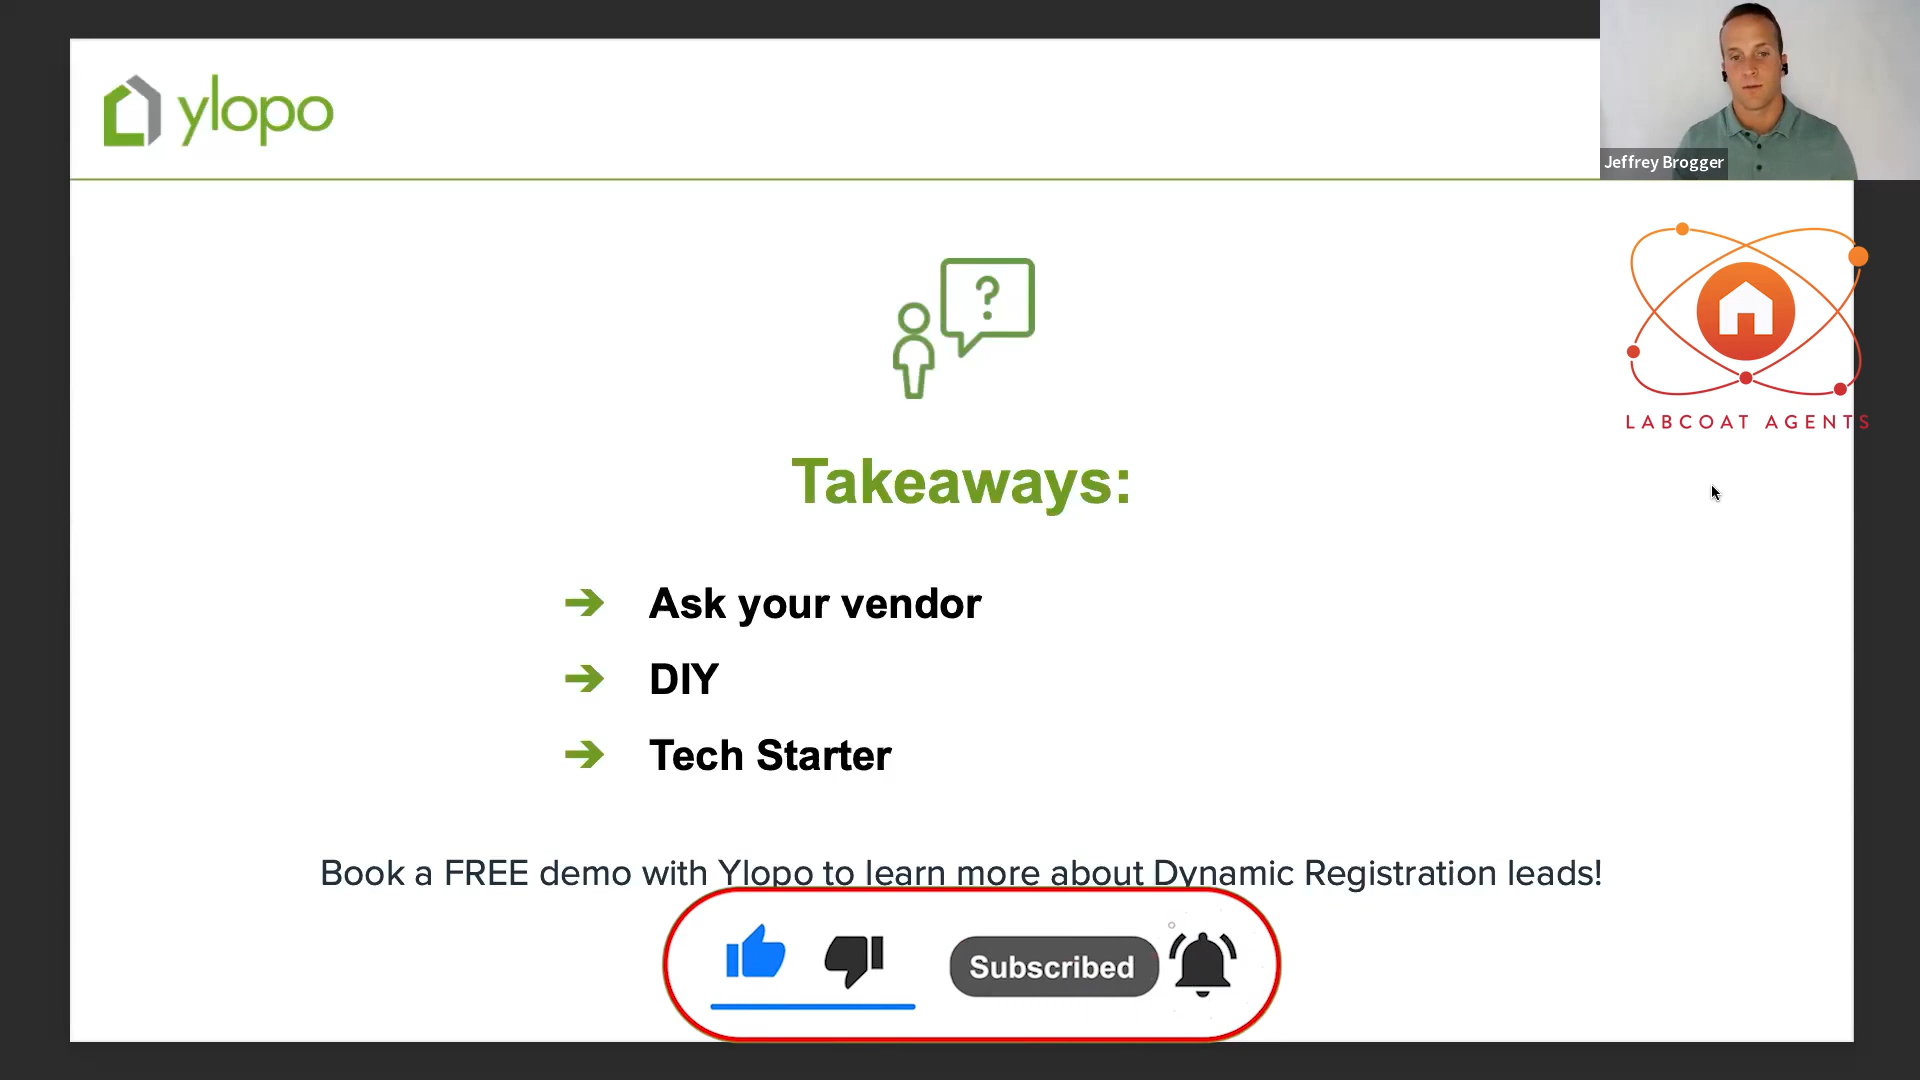 ylopo
Jeffrey Brogger
?
LABCOAT AGENTS
Takeaways:
➔ Ask your vendor
➔ DIY
➔ Tech Starter
Book a FREE demo with Ylopo to learn more about Dynamic Registration leads!
Subscribed